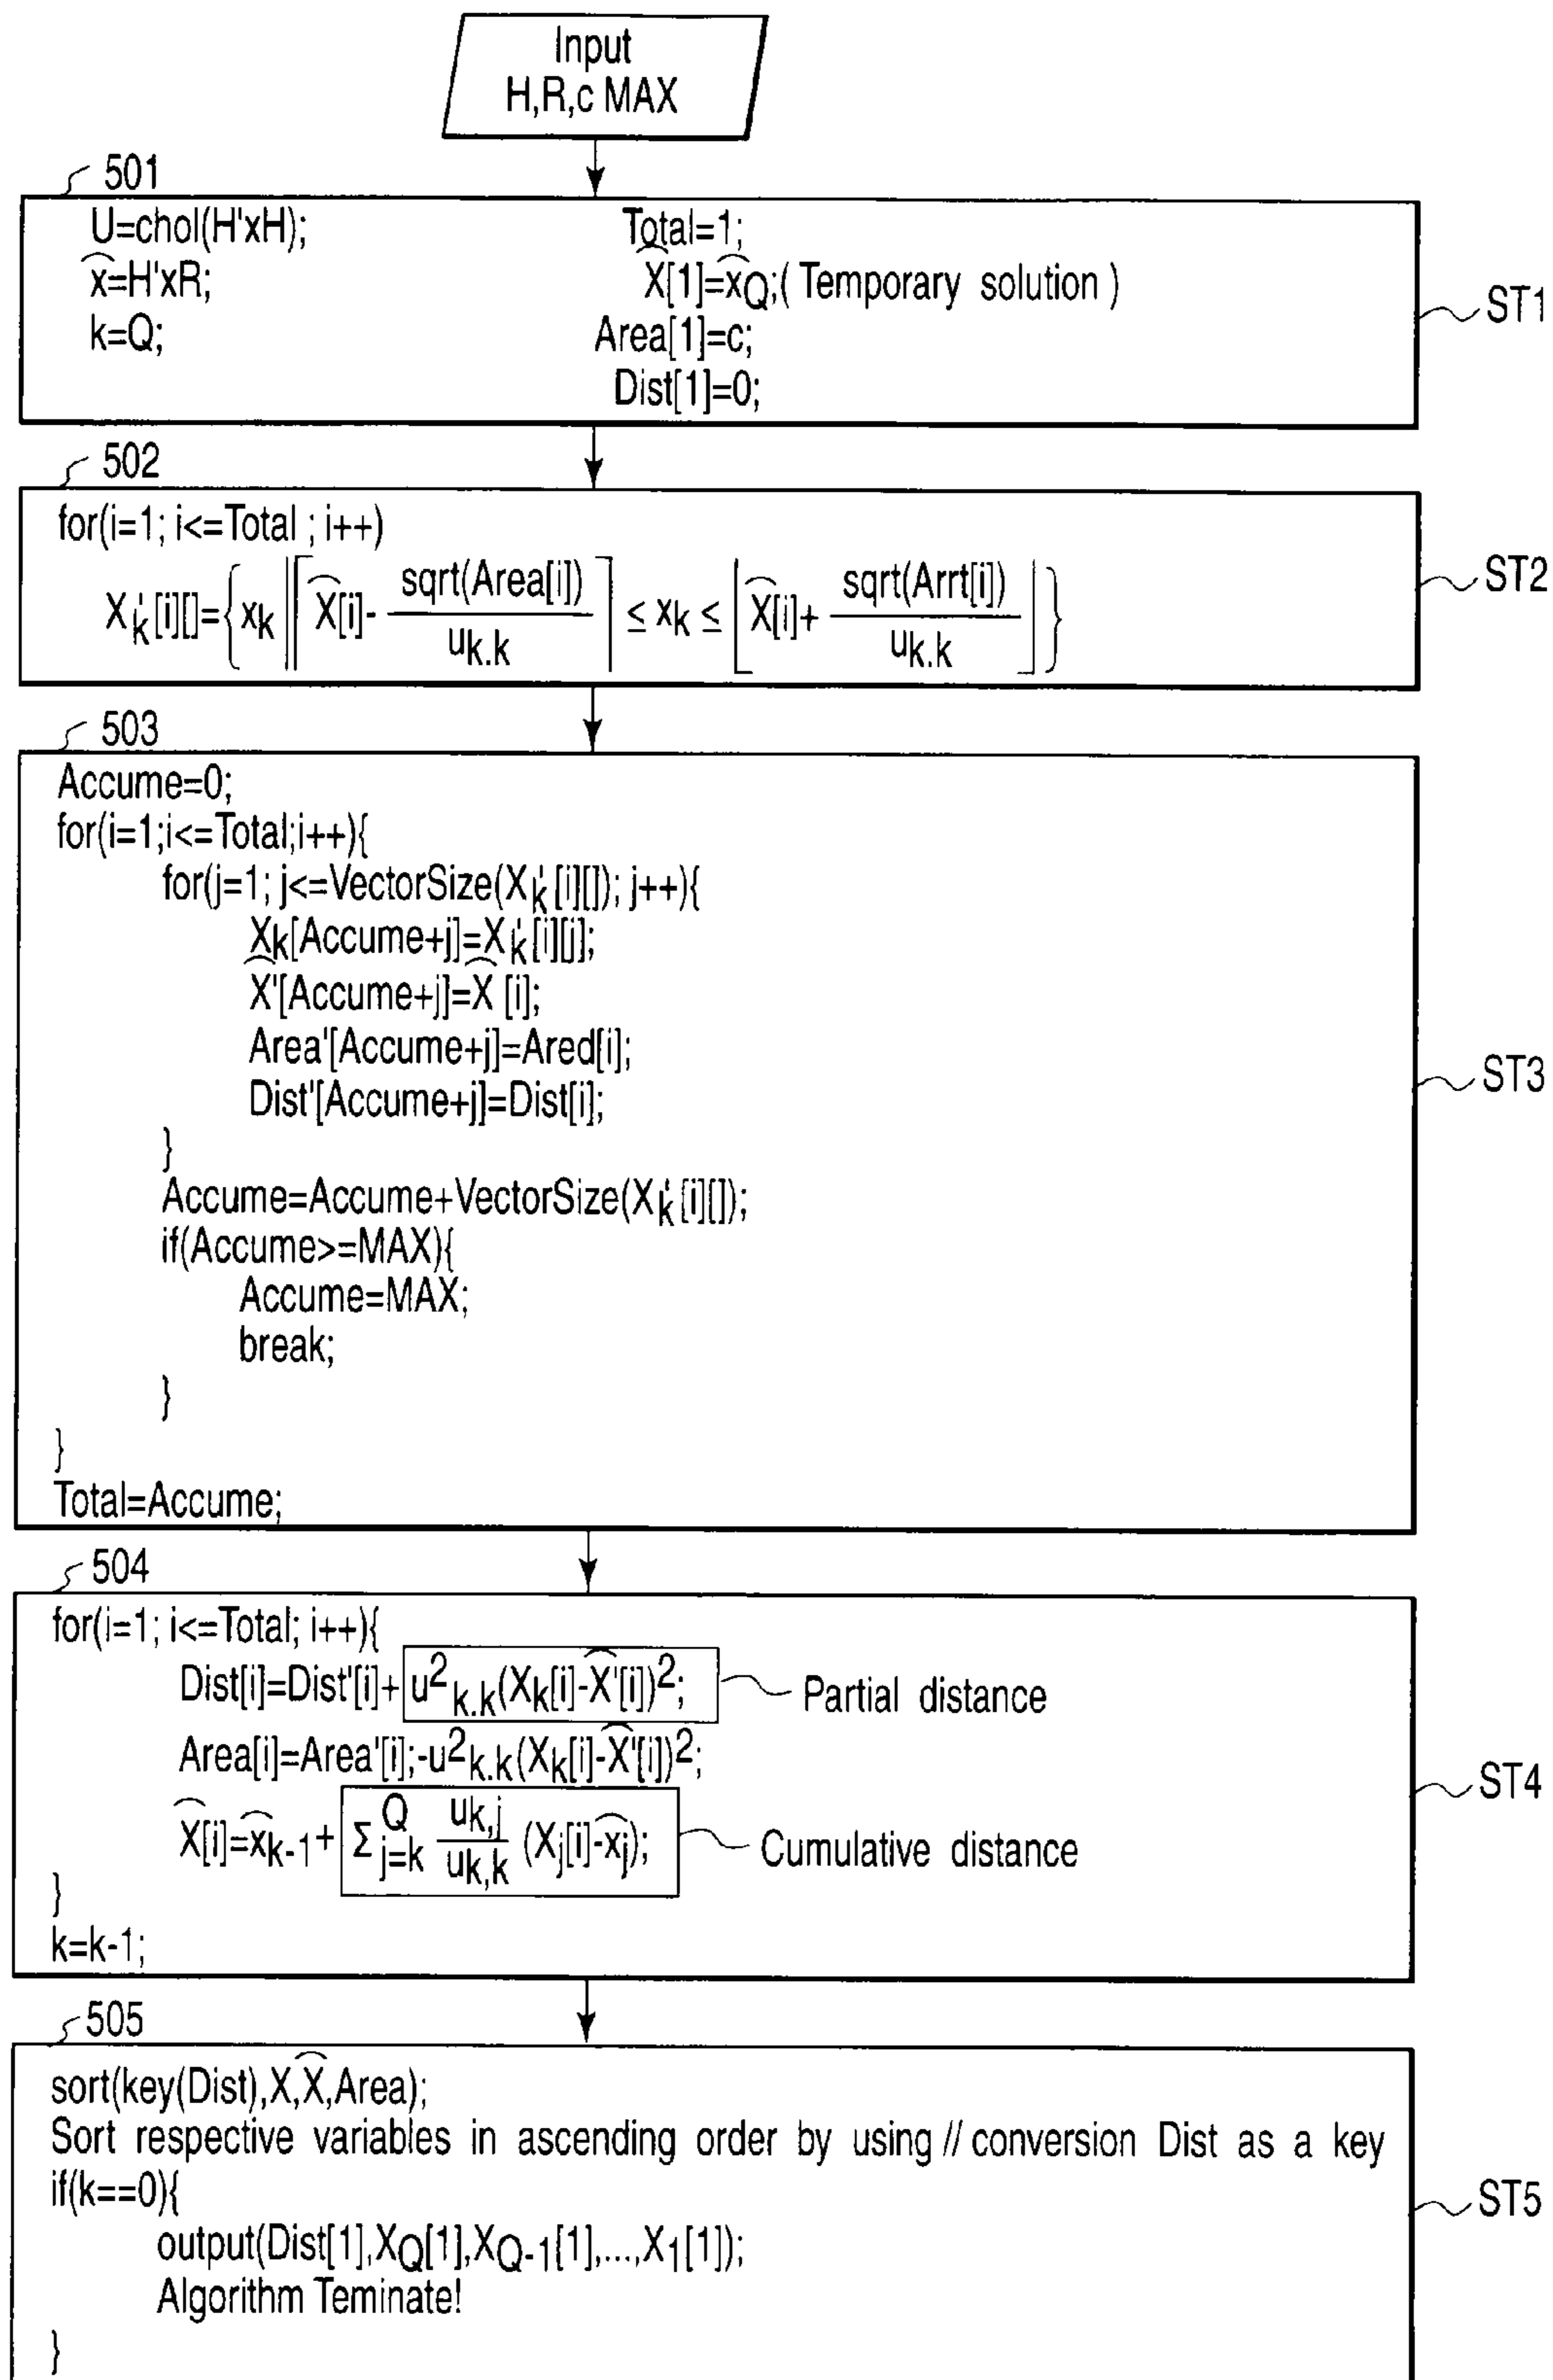 Input
H,R,c MAX
501
U=chol(H'xH); Total=1;
x̂=H'xR; X̂[1]=x̂Q;( Temporary solution )
k=Q; Area[1]=c;
Dist[1]=0;
ST1
502
for(i=1; i<=Total ; i++)
X'k[i][]={xk |⌈X̂[i]- sqrt(Area[i])/uk.k⌉ ≤ xk ≤ ⌊X̂[i]+ sqrt(Arrt[i])/uk.k⌋}
ST2
503
Accume=0;
for(i=1;i<=Total;i++){
for(j=1; j<=VectorSize(X'k[i][]); j++){
Xk[Accume+j]=X'k[i][j];
X̂'[Accume+j]=X̂ [i];
Area'[Accume+j]=Ared[i];
Dist'[Accume+j]=Dist[i];
}
Accume=Accume+VectorSize(X'k[i][]);
if(Accume>=MAX){
Accume=MAX;
break;
}
}
Total=Accume;
ST3
504
for(i=1; i<=Total; i++){
Dist[i]=Dist'[i]+u²k.k(Xk[i]-X̂'[i])²; Partial distance
Area[i]=Area'[i];-u²k.k(Xk[i]-X̂'[i])²;
X̂[i]=x̂k-1+ Σ Q j=k uk,j/uk,k (Xj[i]-x̂j); Cumulative distance
}
k=k-1;
ST4
505
sort(key(Dist),X,X̂,Area);
Sort respective variables in ascending order by using // conversion Dist as a key
if(k==0){
output(Dist[1],XQ[1],XQ-1[1],...,X1[1]);
Algorithm Teminate!
}
ST5